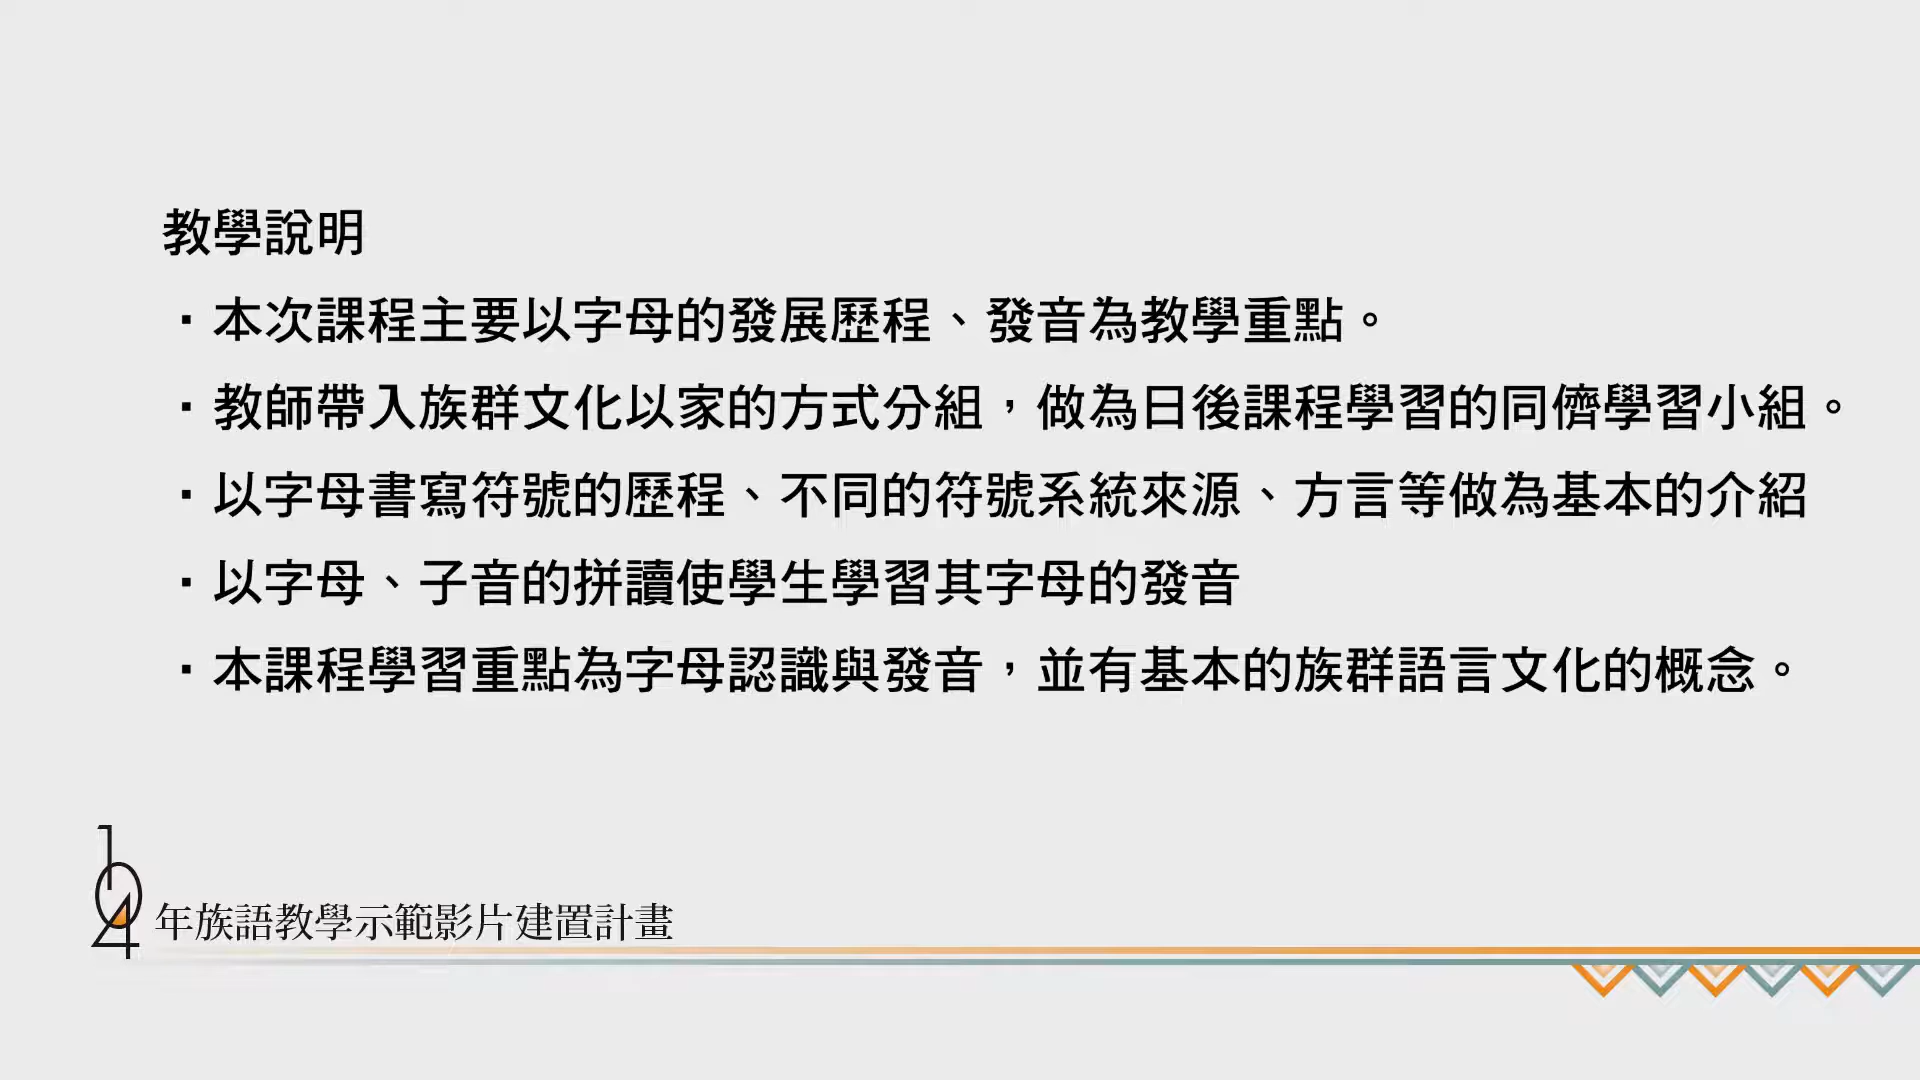 教學說明
·本次課程主要以字母的發展歷程、發音為教學重點。
·教師帶入族群文化以家的方式分組，做為日後課程學習的同儕學習小組。
·以字母書寫符號的歷程、不同的符號系統來源、方言等做為基本的介紹
·以字母、子音的拼讀使學生學習其字母的發音
·本課程學習重點為字母認識與發音，並有基本的族群語言文化的概念。
104年族語教學示範影片建置計畫